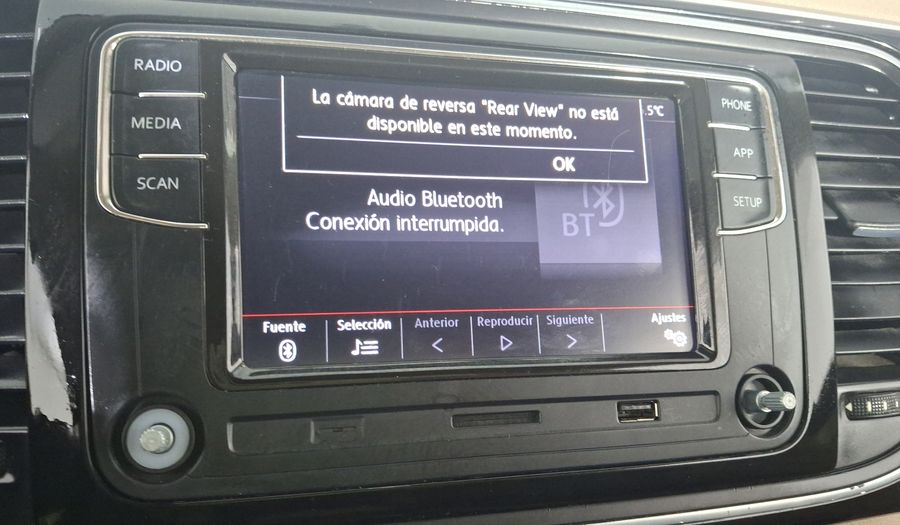 RADIO
MEDIA
SCAN
La cámara de reversa "Rear View" no está
disponible en este momento.
OK
.5°C
Audio Bluetooth
Conexión interrumpida.
BT
Fuente
Selección
Anterior
Reproducir
Siguiente
Ajustes
PHONE
APP
SETUP